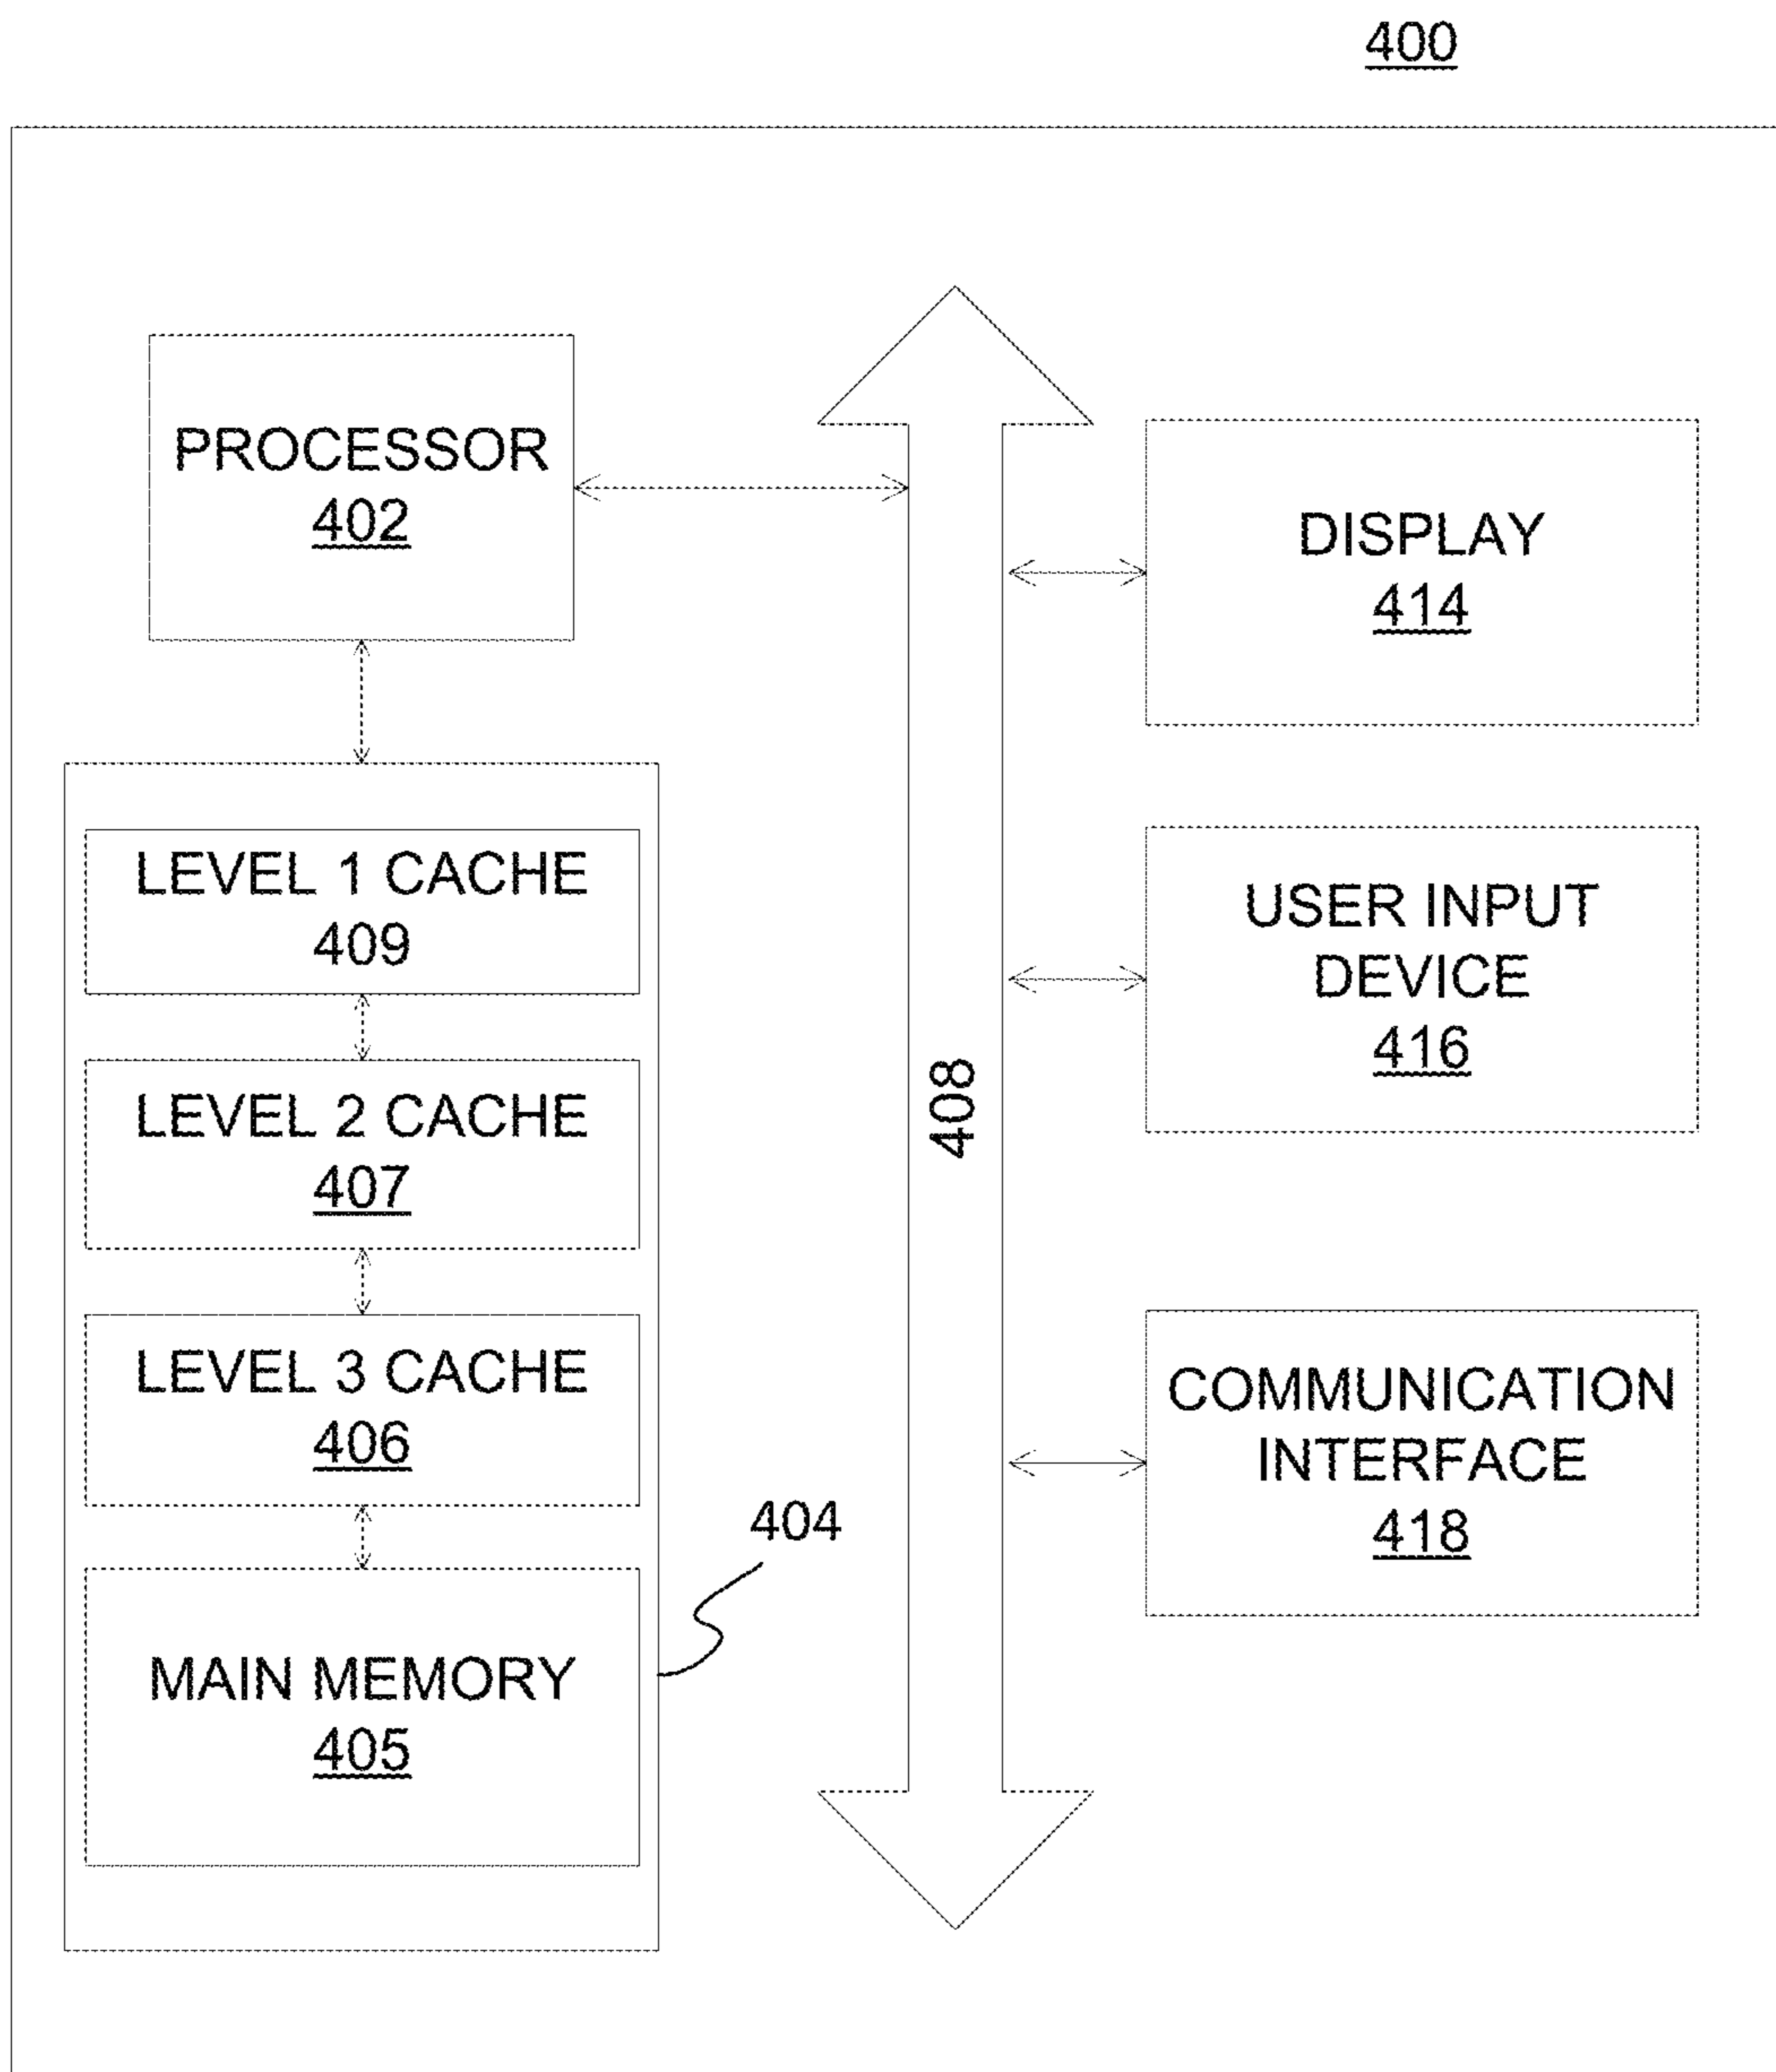 400
PROCESSOR
402
LEVEL 1 CACHE
409
LEVEL 2 CACHE
407
LEVEL 3 CACHE
406
MAIN MEMORY
405
404
408
DISPLAY
414
USER INPUT
DEVICE
416
COMMUNICATION
INTERFACE
418